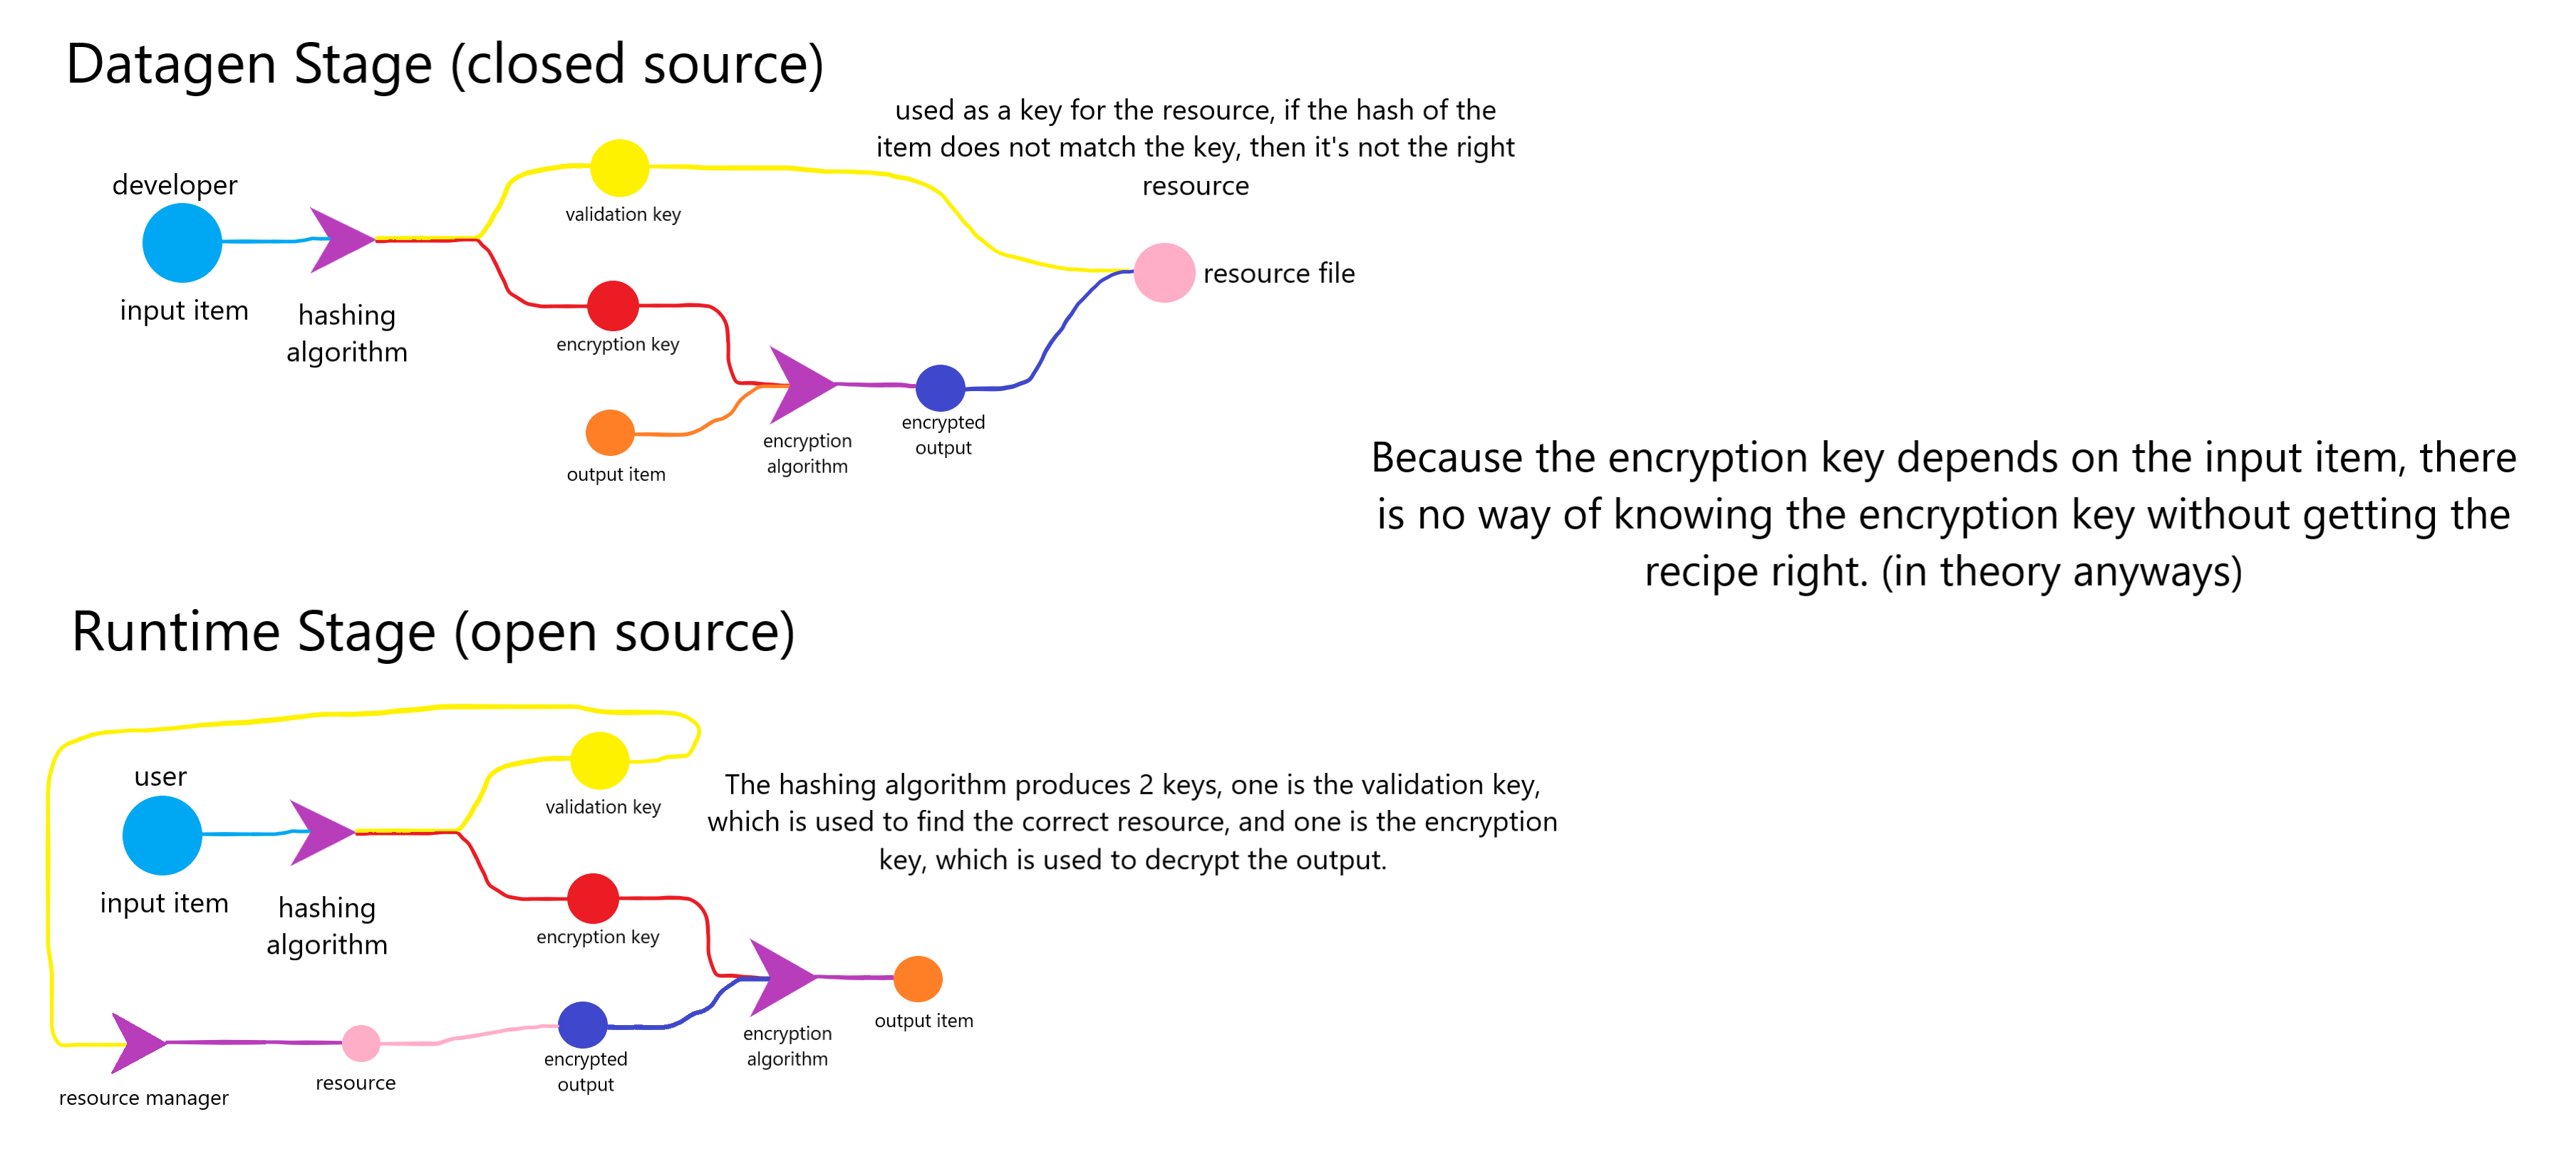 Datagen Stage (closed source)
used as a key for the resource, if the hash of the
item does not match the key, then it's not the right
resource
developer
validation key
input item
hashing
algorithm
resource file
encryption key
encryption
algorithm
encrypted
output
output item
Because the encryption key depends on the input item, there
is no way of knowing the encryption key without getting the
recipe right. (in theory anyways)
Runtime Stage (open source)
user
validation key
The hashing algorithm produces 2 keys, one is the validation key,
which is used to find the correct resource, and one is the encryption
key, which is used to decrypt the output.
input item
hashing
algorithm
encryption key
output item
encryption
algorithm
encrypted
output
resource
resource manager